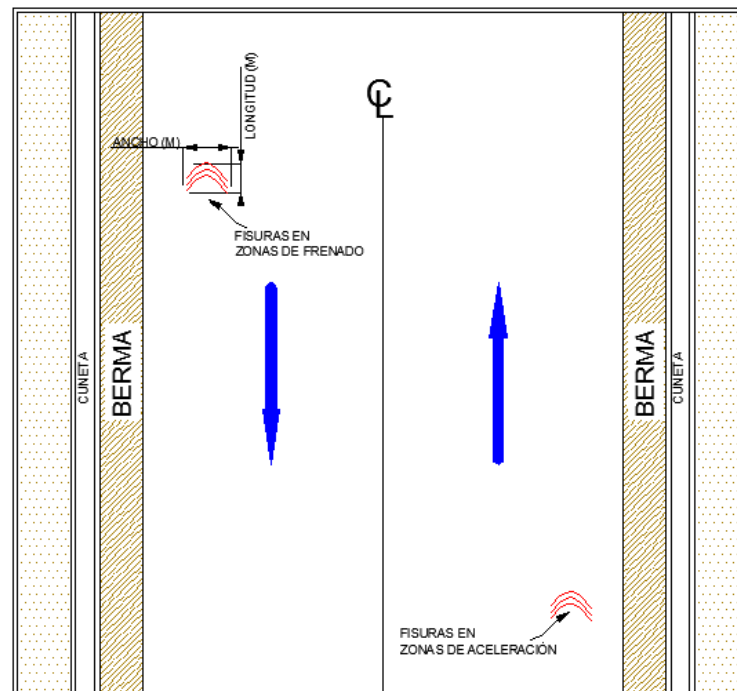 LONGITUD (M)
ANCHO (M)
℄
FISURAS EN
ZONAS DE FRENADO
CUNETA
BERMA
BERMA
CUNETA
FISURAS EN
ZONAS DE ACELERACIÓN